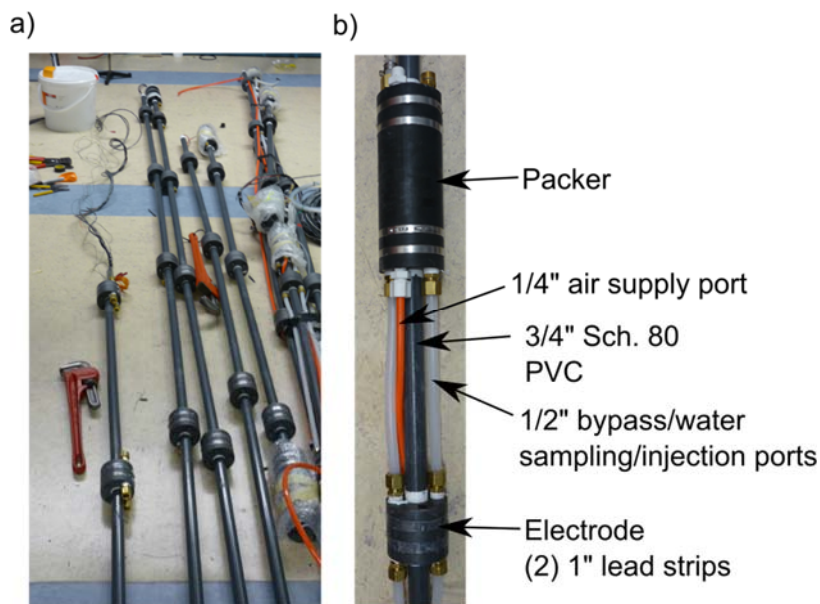 a)
b)
Packer
1/4" air supply port
3/4" Sch. 80
PVC
1/2" bypass/water
sampling/injection ports
Electrode
(2) 1" lead strips